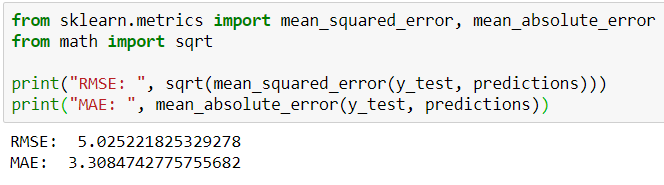 from sklearn.metrics import mean_squared_error, mean_absolute_error
from math import sqrt
print("RMSE: ", sqrt(mean_squared_error(y_test, predictions)))
print("MAE: ", mean_absolute_error(y_test, predictions))
RMSE:  5.025221825329278
MAE:  3.3084742775755682